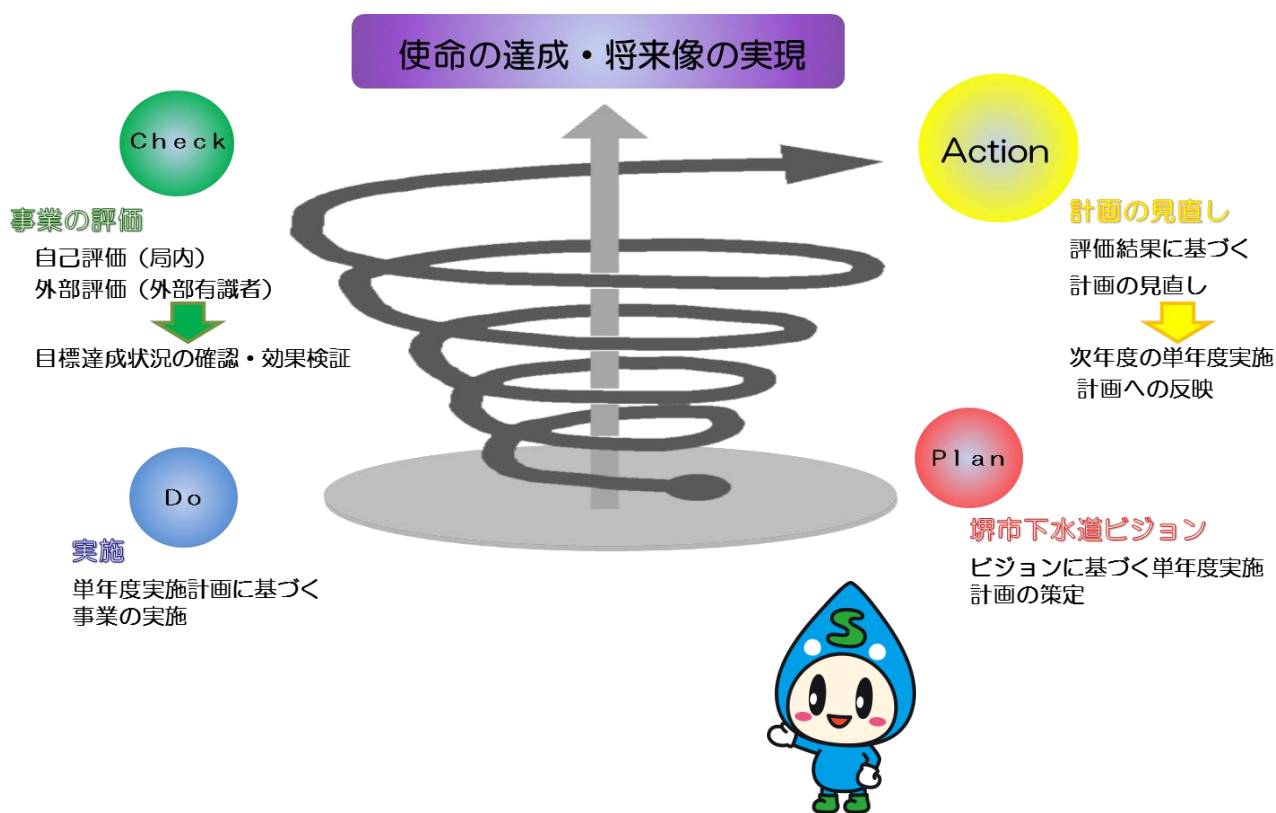 使命の達成・将来像の実現
Check
事業の評価
自己評価（局内）
外部評価（外部有識者）
目標達成状況の確認・効果検証
Action
計画の見直し
評価結果に基づく
計画の見直し
次年度の単年度実施
計画への反映
Do
実施
単年度実施計画に基づく
事業の実施
Plan
堺市下水道ビジョン
ビジョンに基づく単年度実施
計画の策定
S